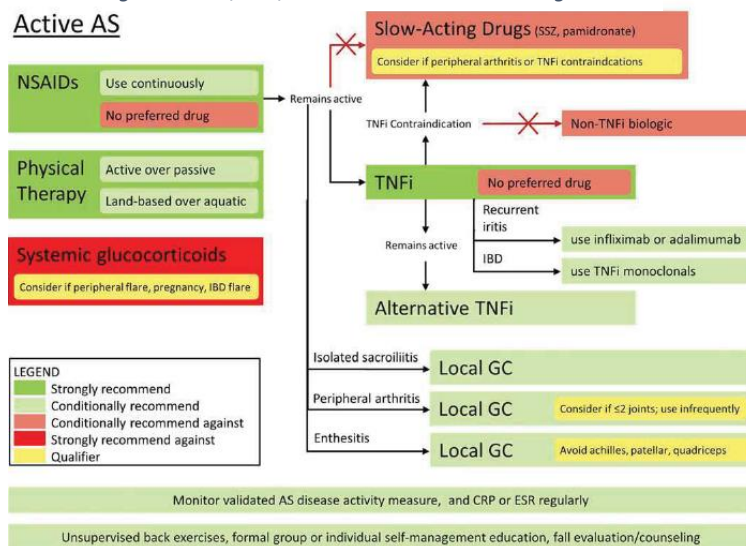 Active AS
NSAIDs
Use continuously
No preferred drug
Physical
Therapy
Active over passive
Land-based over aquatic
Systemic glucocorticoids
Consider if peripheral flare, pregnancy, IBD flare
Remains active
Slow-Acting Drugs (SSZ, pamidronate)
Consider if peripheral arthritis or TNFi contraindcations
TNFi Contraindication
Non-TNFi biologic
TNFi
No preferred drug
Recurrent
iritis
use infliximab or adalimumab
IBD
use TNFi monoclonals
Remains active
Alternative TNFi
Isolated sacroiliitis
Local GC
Peripheral arthritis
Local GC
Consider if ≤2 joints; use infrequently
Enthesitis
Local GC
Avoid achilles, patellar, quadriceps
LEGEND
Strongly recommend
Conditionally recommend
Conditionally recommend against
Strongly recommend against
Qualifier
Monitor validated AS disease activity measure, and CRP or ESR regularly
Unsupervised back exercises, formal group or individual self-management education, fall evaluation/counseling